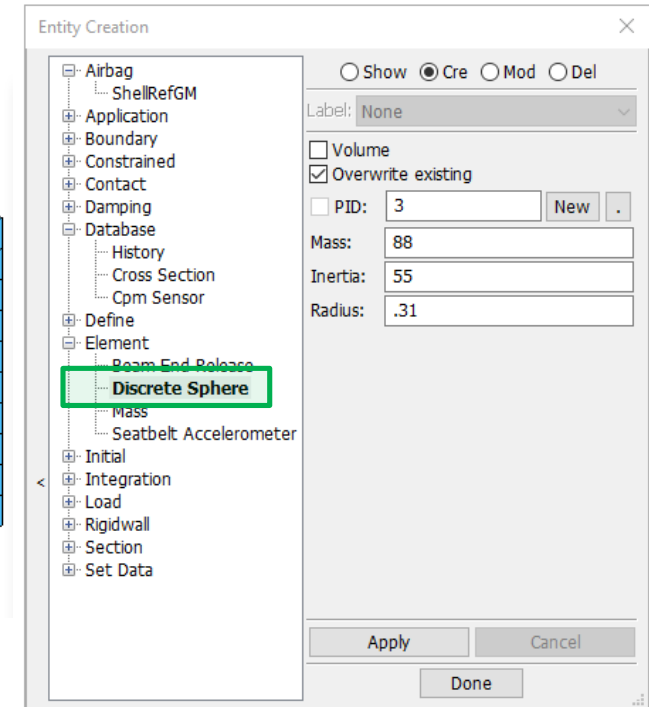 Entity Creation
Airbag
ShellRefGM
Application
Boundary
Constrained
Contact
Damping
Database
History
Cross Section
Cpm Sensor
Define
Element
Beam End Release
Discrete Sphere
Mass
Seatbelt Accelerometer
Initial
Integration
Load
Rigidwall
Section
Set Data
<
Show Cre Mod Del
Label: None
Volume
Overwrite existing
PID: 3 New .
Mass: 88
Inertia: 55
Radius: .31
Apply Cancel
Done